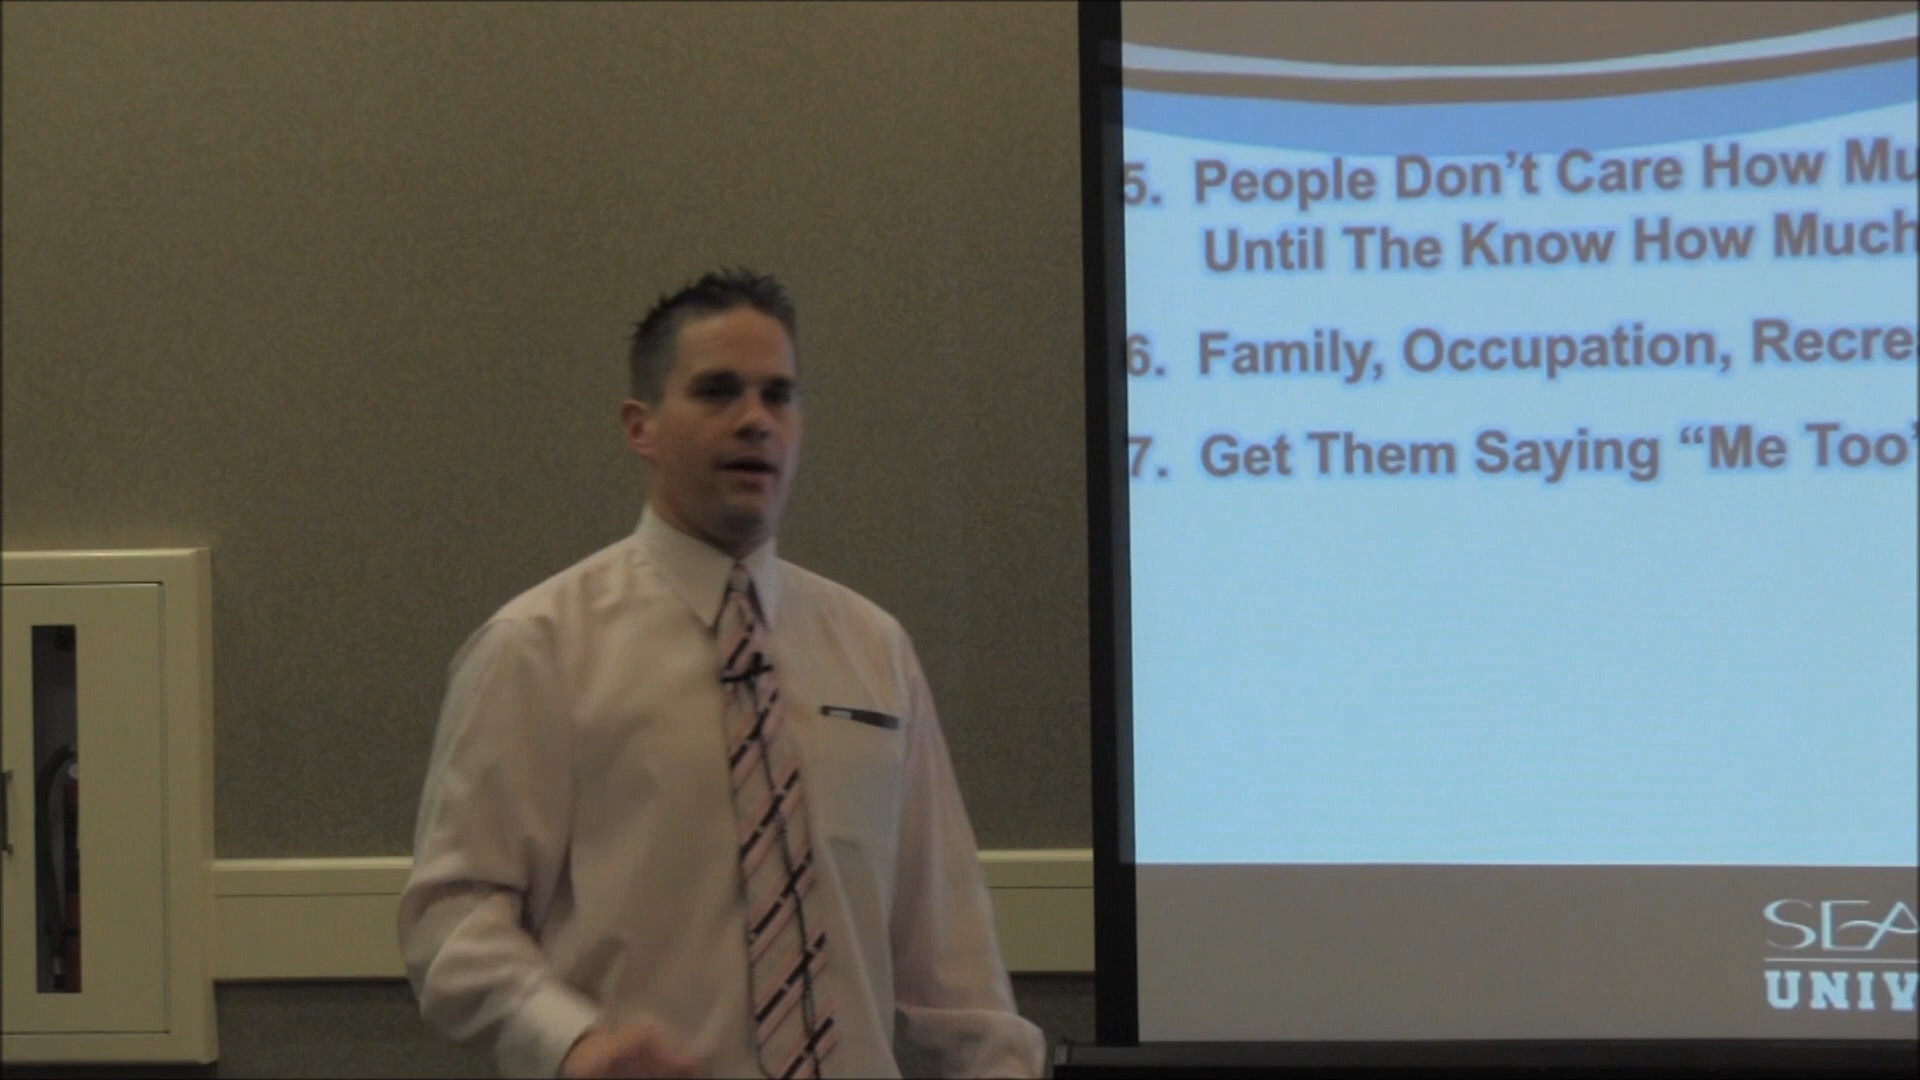 5. People Don’t Care How Mu
Until The Know How Much
6. Family, Occupation, Recre
7. Get Them Saying “Me Too”
SEA
UNIV